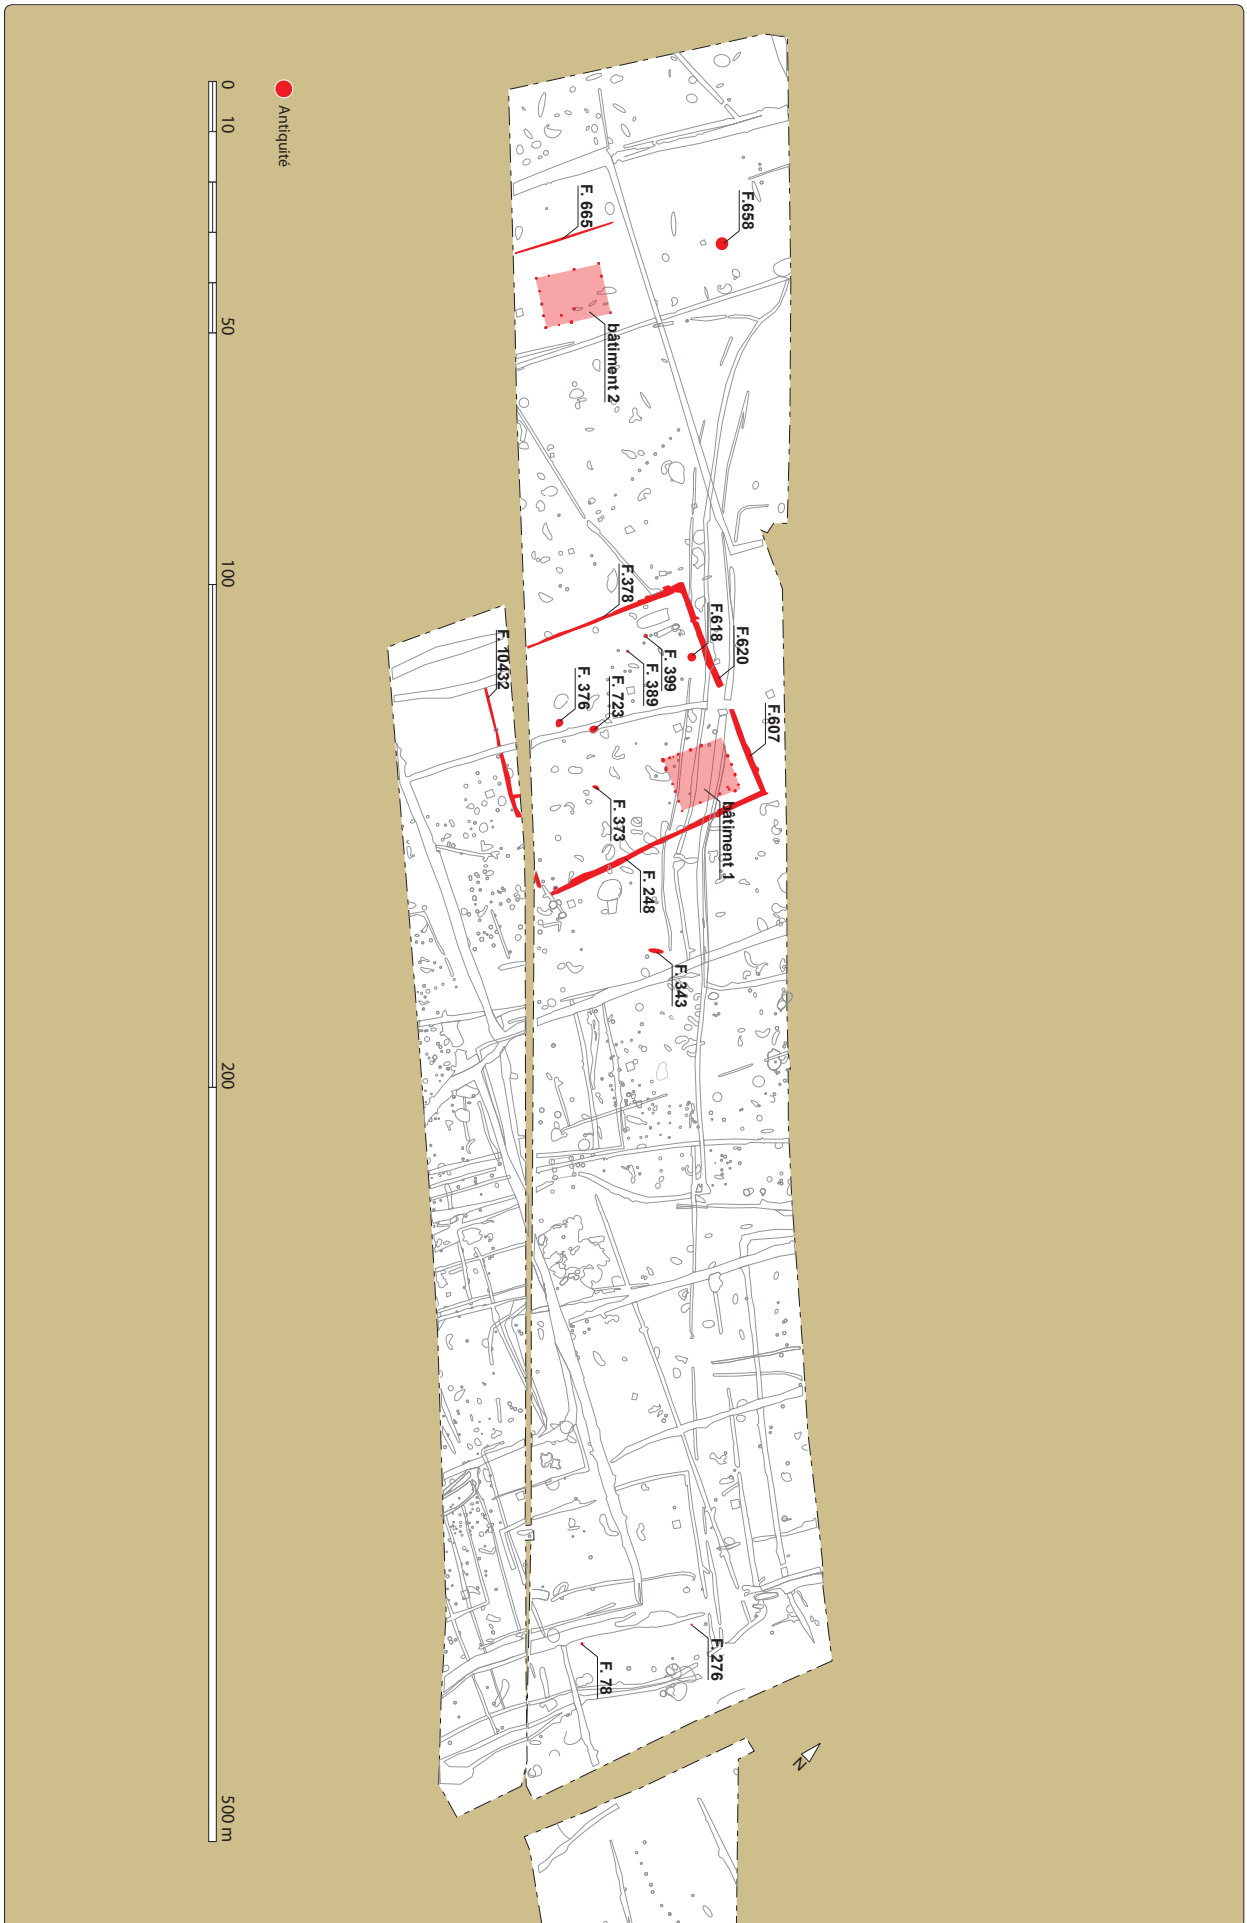 0
10
50
100
200
500 m
Antiquité
F.658
F. 665
bâtiment 2
F.378
F.618
F.620
F. 399
F. 389
F. 10432
F. 376
F. 723
F.607
bâtiment 1
F. 373
F. 248
F. 343
F. 276
F. 78
N